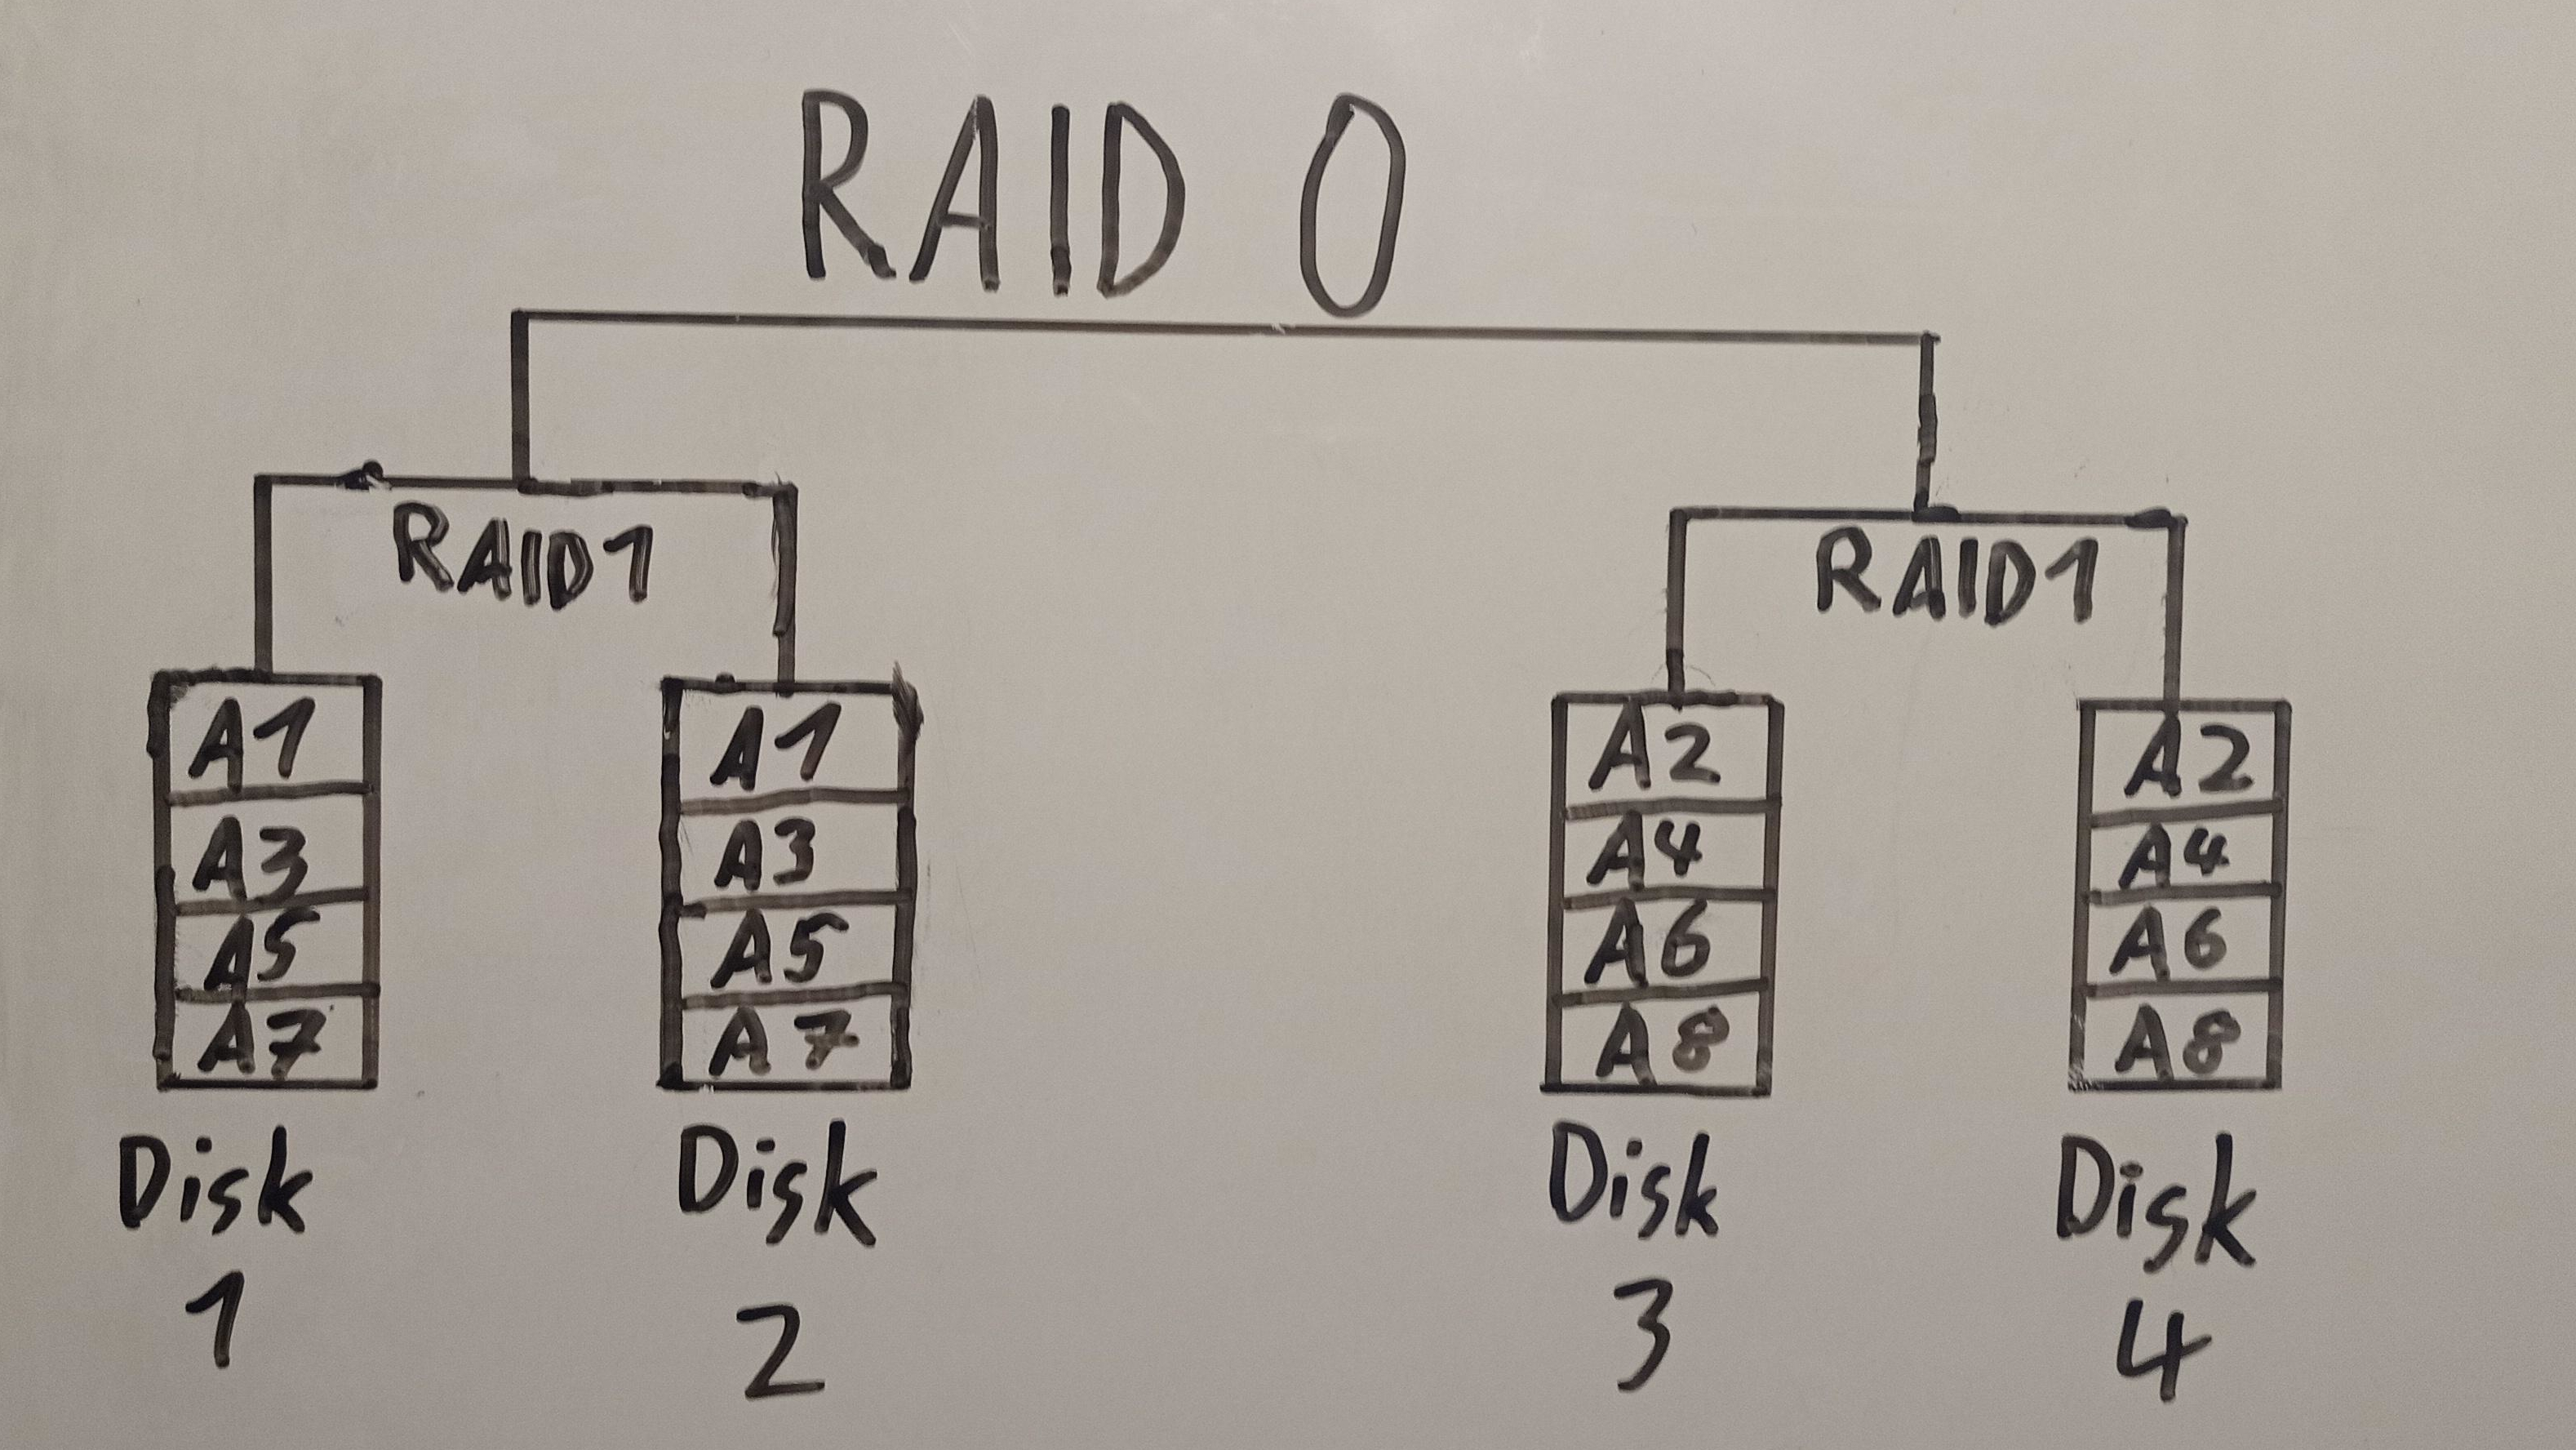 RAID 0
RAID1 RAID1
A1 A1 A2 A2
A3 A3 A4 A4
A5 A5 A6 A6
A7 A7 A8 A8
Disk Disk Disk Disk
1 2 3 4